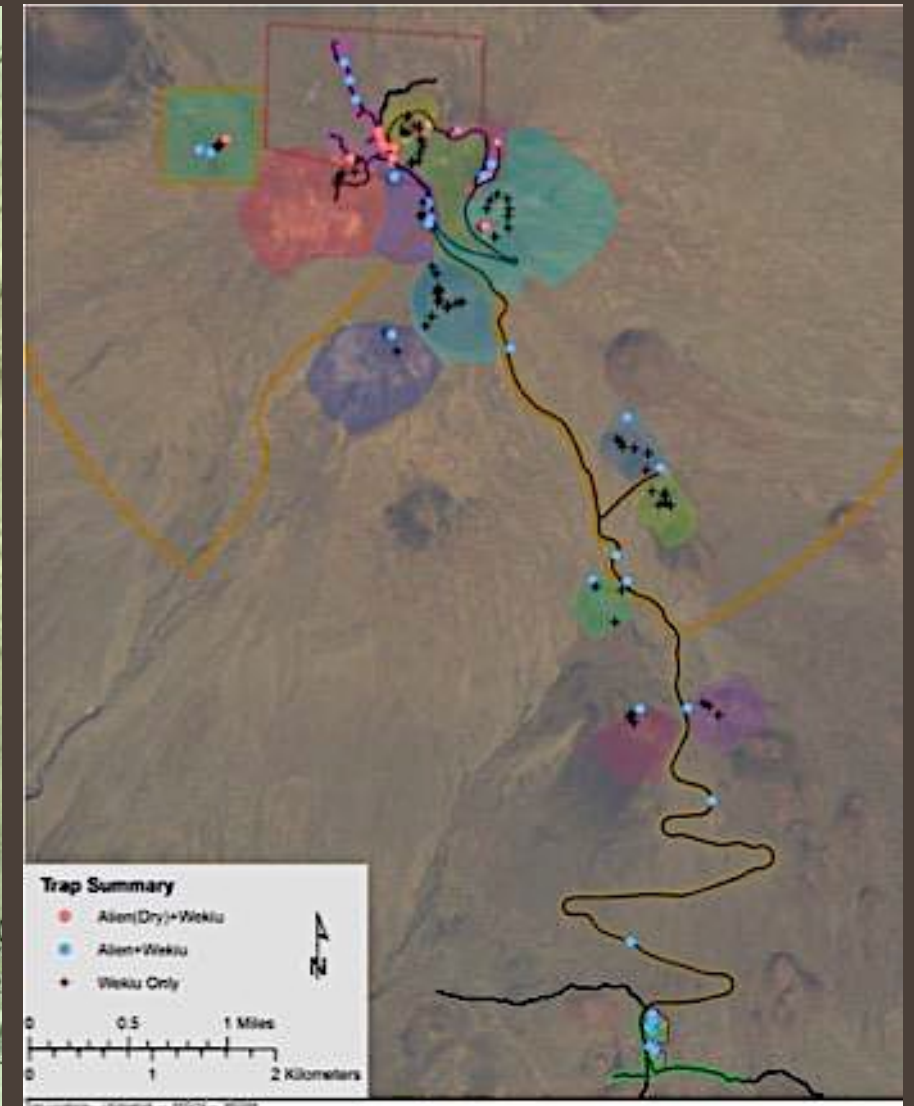 Trap Summary
Alien(Dry)+Wekiu
Alien+Wekiu
Wekiu Only
N
0 0.5 1 Miles
0 1 2 Kilometers